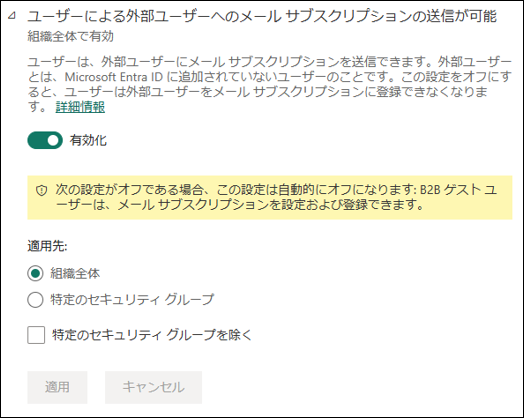 ユーザーによる外部ユーザーへのメール サブスクリプションの送信が可能
組織全体で有効
ユーザーは、外部ユーザーにメール サブスクリプションを送信できます。外部ユーザー
とは、Microsoft Entra ID に追加されていないユーザーのことです。この設定をオフにす
ると、ユーザーは外部ユーザーをメール サブスクリプションに登録できなくなりま
す。 詳細情報
有効化
次の設定がオフである場合、この設定は自動的にオフになります: B2B ゲスト ユ
ーザーは、メール サブスクリプションを設定および登録できます。
適用先:
組織全体
特定のセキュリティ グループ
特定のセキュリティ グループを除く
適用
キャンセル